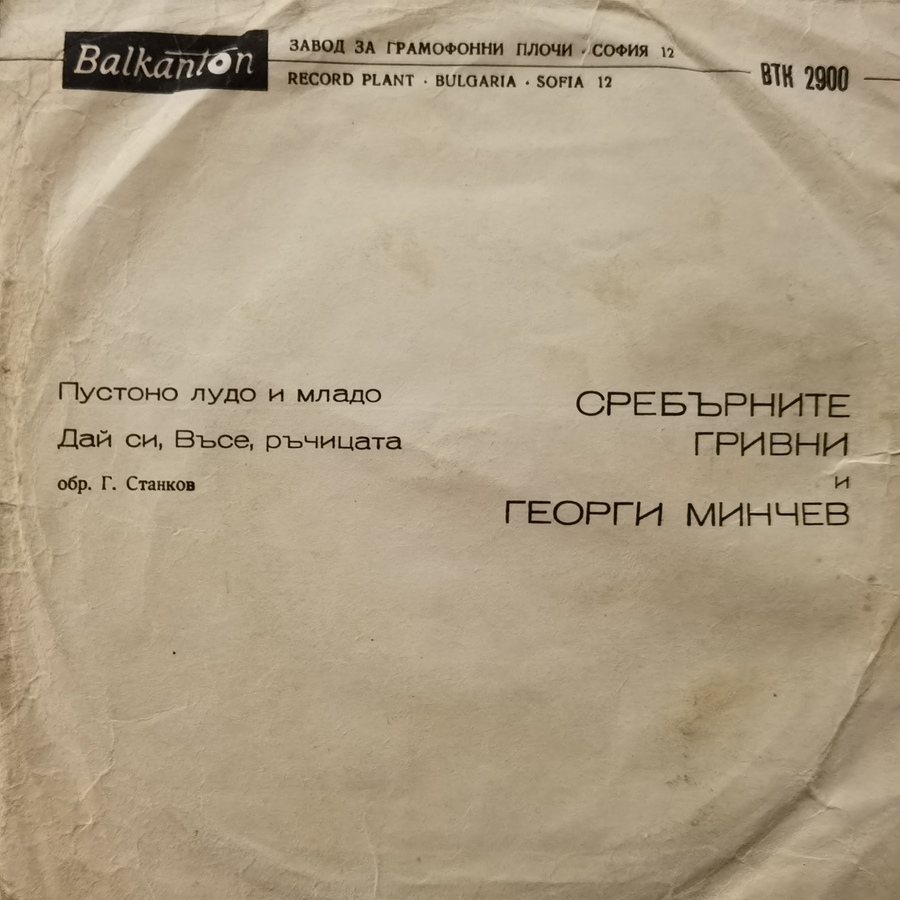 Balkanton
ЗАВОД ЗА ГРАМОФОННИ ПЛОЧИ · СОФИЯ 12
RECORD PLANT · BULGARIA · SOFIA 12
ВТК 2900
Пустоно лудо и младо
Дай си, Въсе, ръчицата
обр. Г. Станков
СРЕБЪРНИТЕ
ГРИВНИ
и
ГЕОРГИ МИНЧЕВ